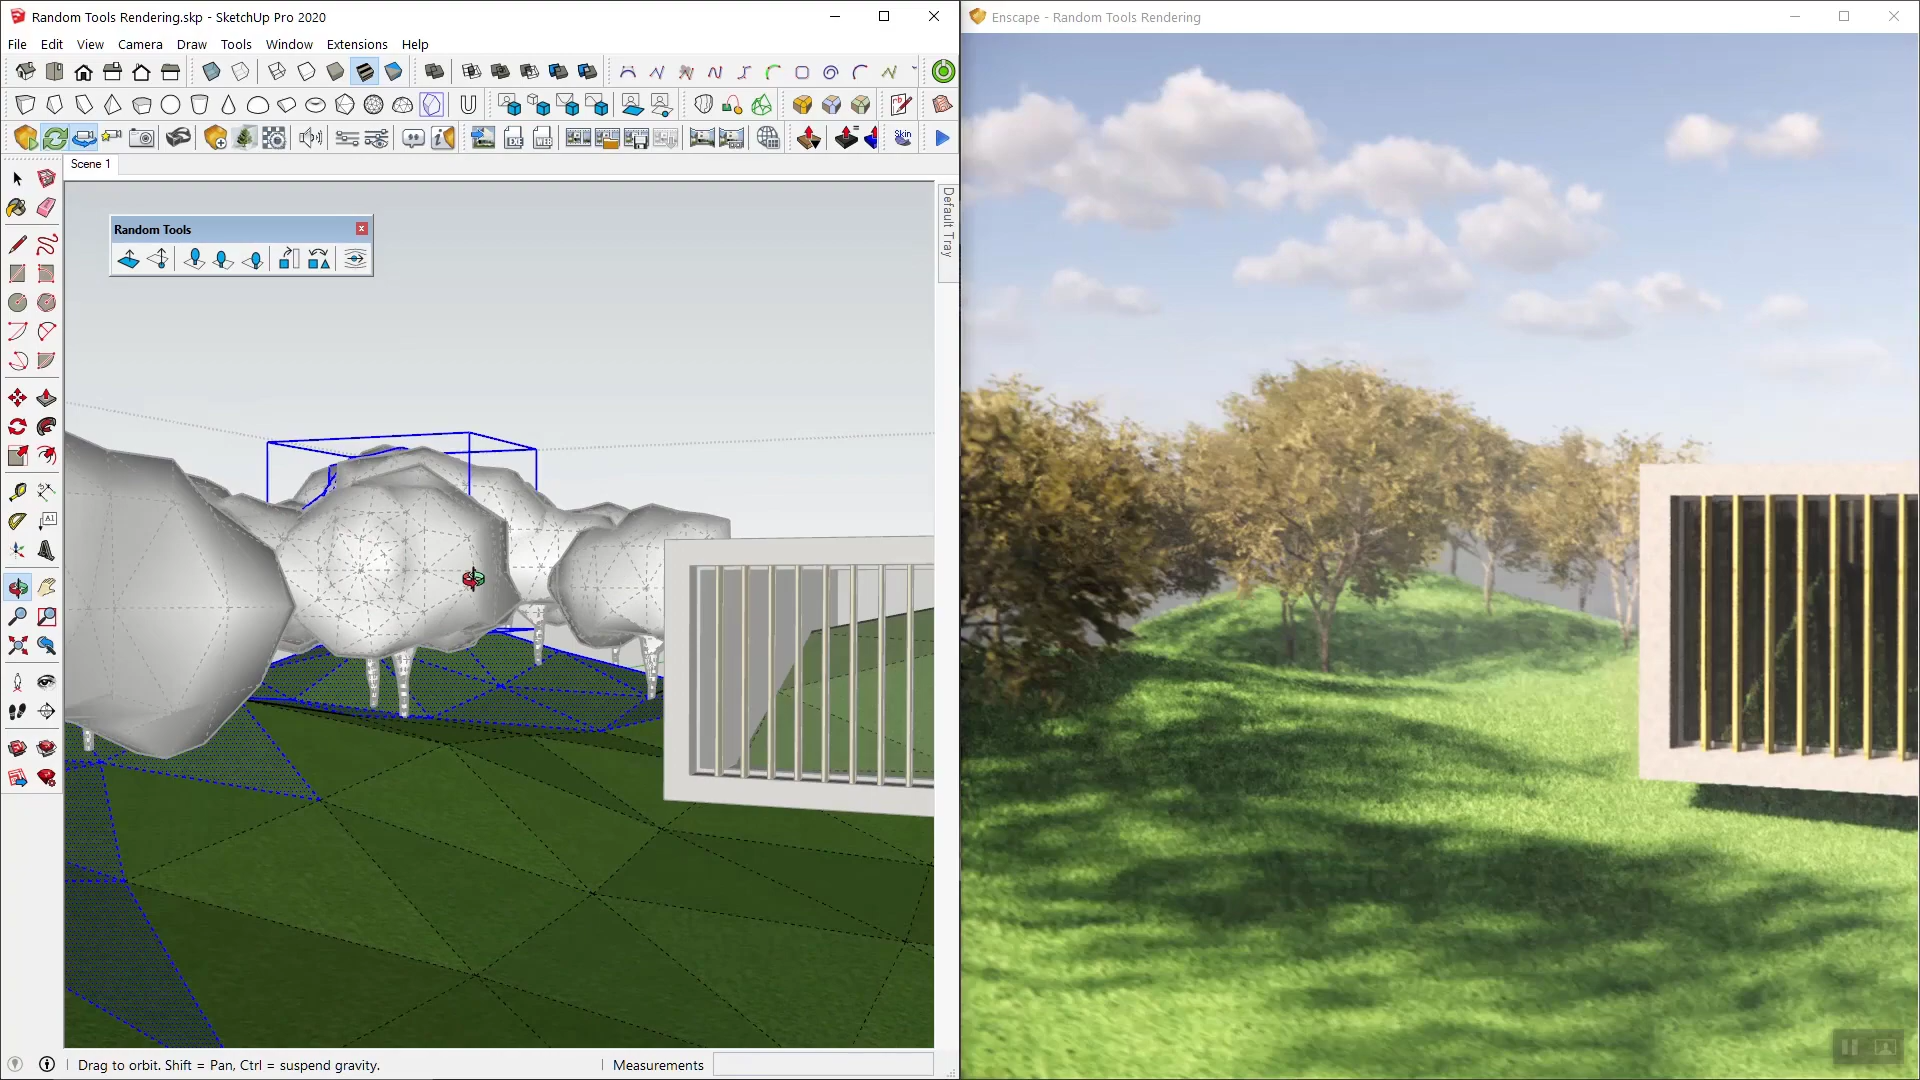 Random Tools Rendering.skp - SketchUp Pro 2020
File Edit View Camera Draw Tools Window Extensions Help
Skin
Scene 1
Random Tools
Default Tray
Drag to orbit. Shift = Pan, Ctrl = suspend gravity.
Measurements
Enscape - Random Tools Rendering